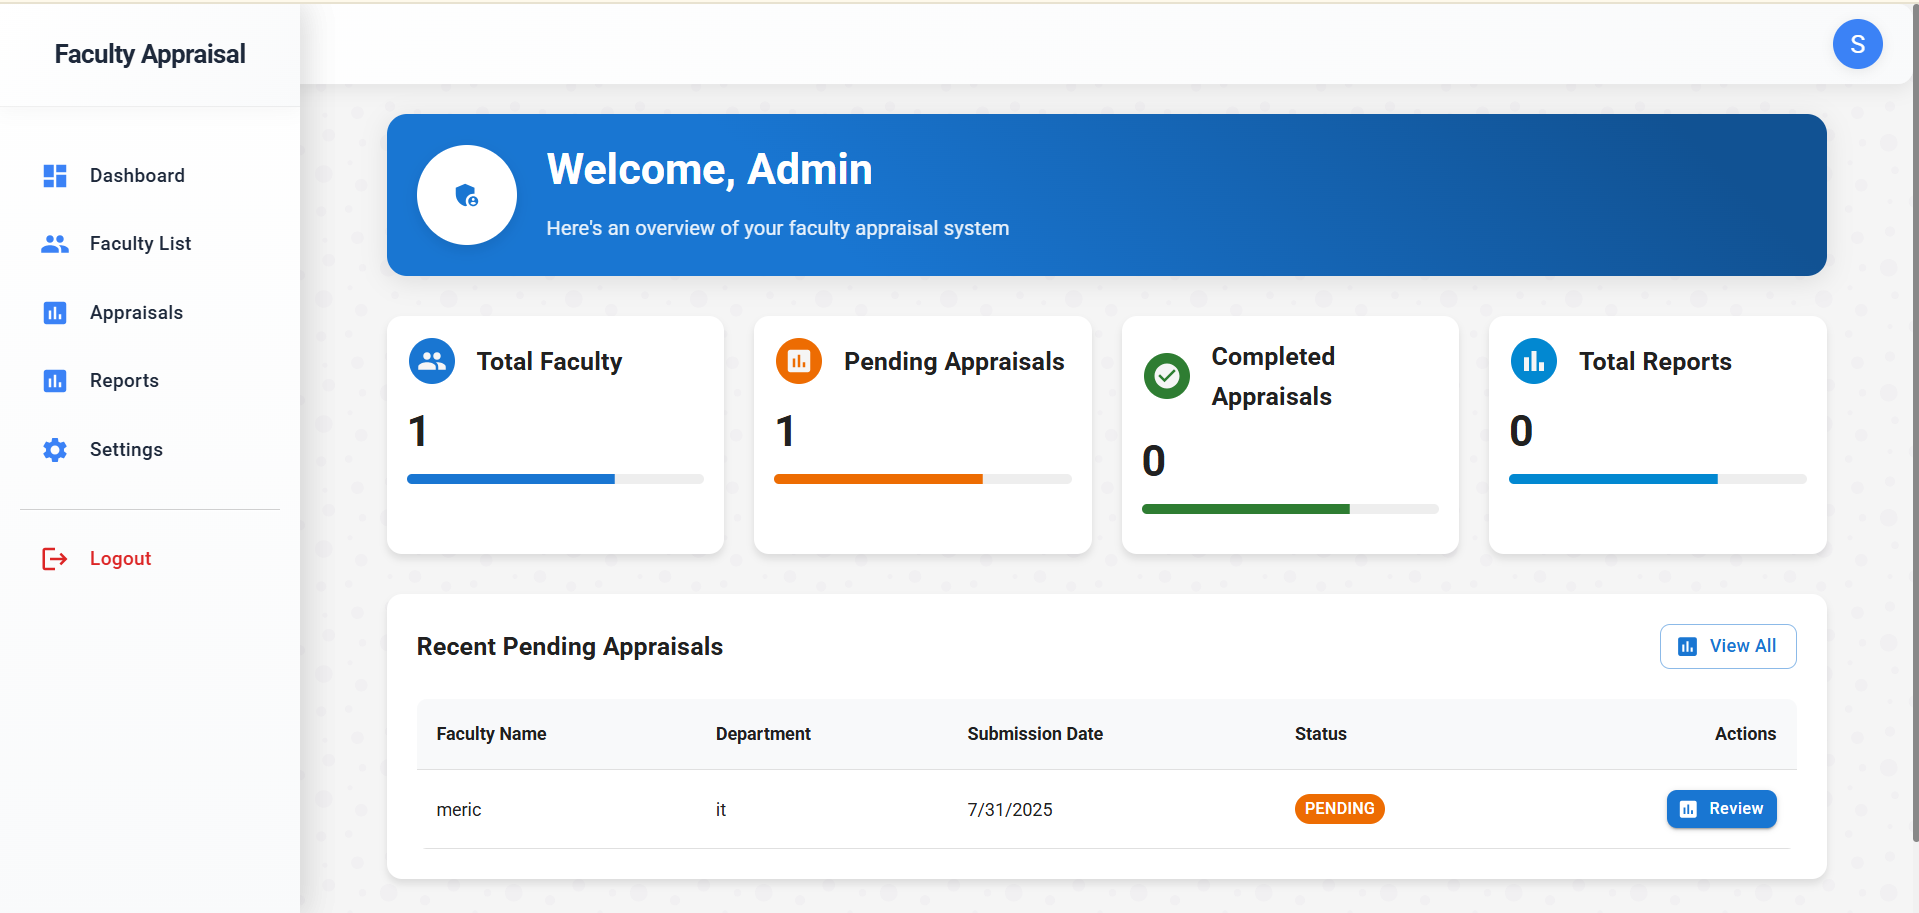 Faculty Appraisal
S
Dashboard
Faculty List
Appraisals
Reports
Settings
Logout
Welcome, Admin
Here's an overview of your faculty appraisal system
Total Faculty
1
Pending Appraisals
1
Completed
Appraisals
0
Total Reports
0
Recent Pending Appraisals
View All
Faculty Name Department Submission Date Status Actions
meric it 7/31/2025 PENDING Review